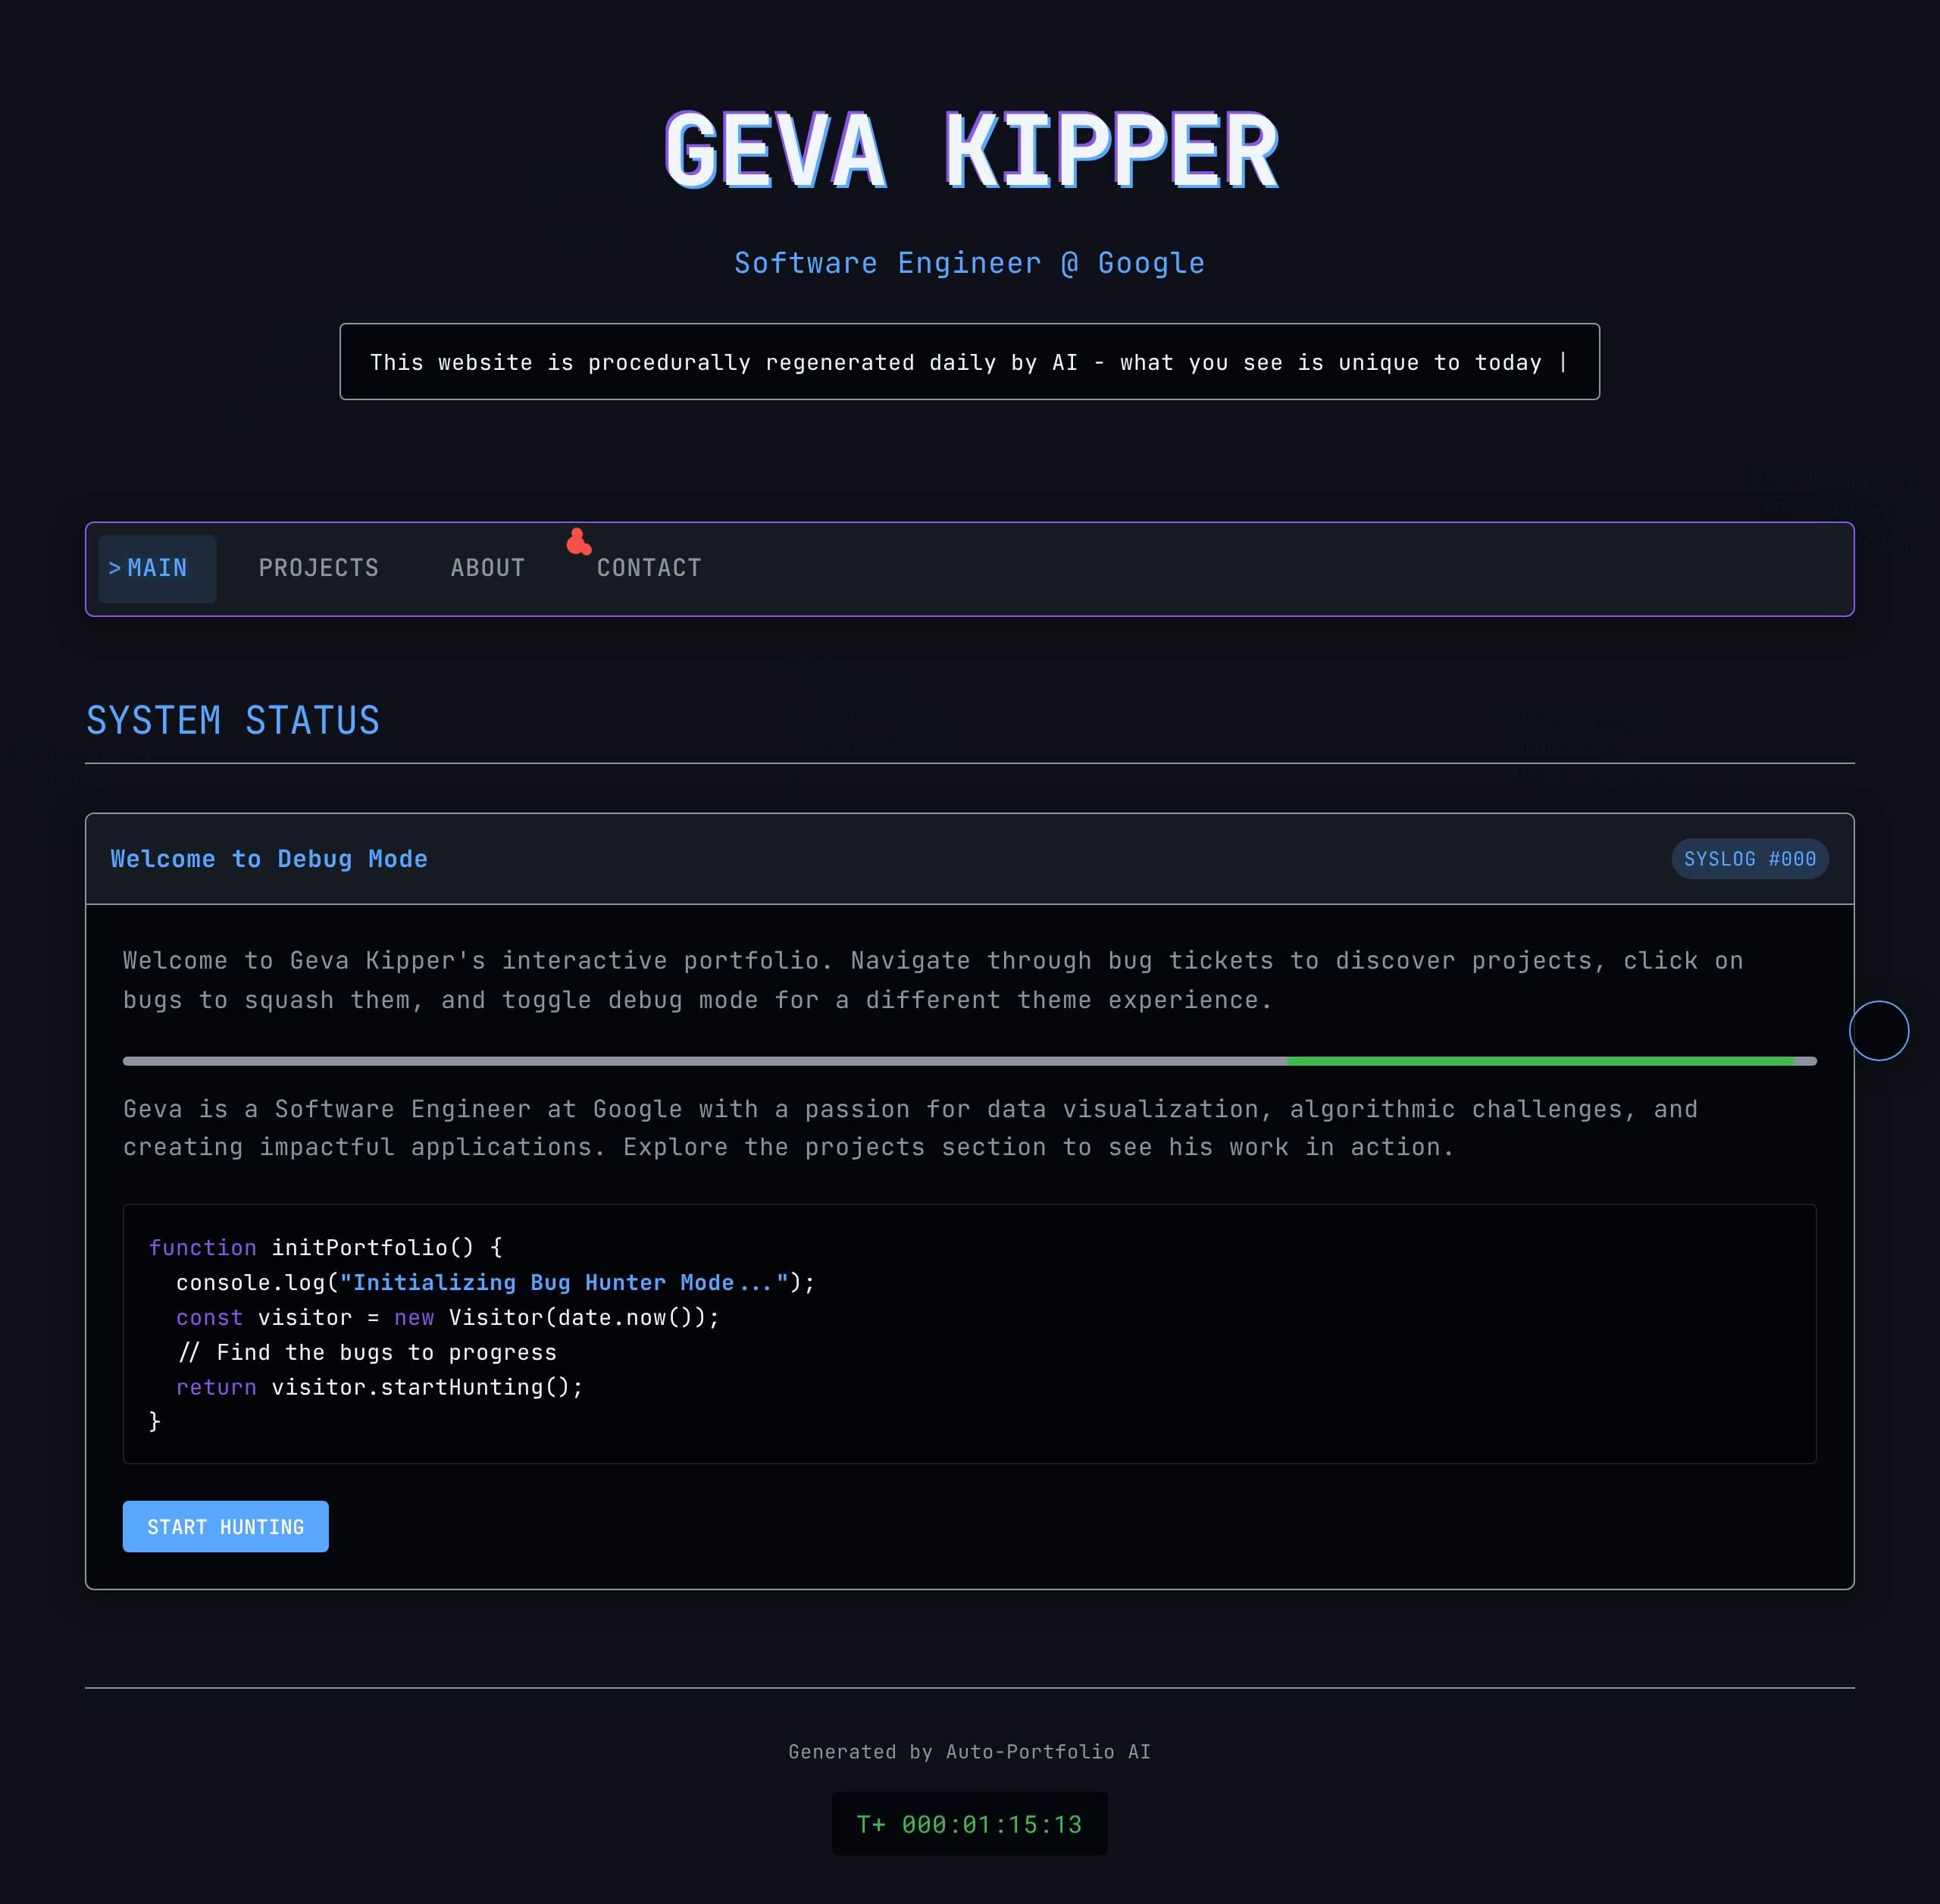 GEVA KIPPER
Software Engineer @ Google
This website is procedurally regenerated daily by AI - what you see is unique to today |
>MAIN PROJECTS ABOUT CONTACT
SYSTEM STATUS
Welcome to Debug Mode SYSLOG #000
Welcome to Geva Kipper's interactive portfolio. Navigate through bug tickets to discover projects, click on
bugs to squash them, and toggle debug mode for a different theme experience.
Geva is a Software Engineer at Google with a passion for data visualization, algorithmic challenges, and
creating impactful applications. Explore the projects section to see his work in action.
function initPortfolio() {
console.log("Initializing Bug Hunter Mode...");
const visitor = new Visitor(date.now());
// Find the bugs to progress
return visitor.startHunting();
}
START HUNTING
Generated by Auto-Portfolio AI
T+ 000:01:15:13